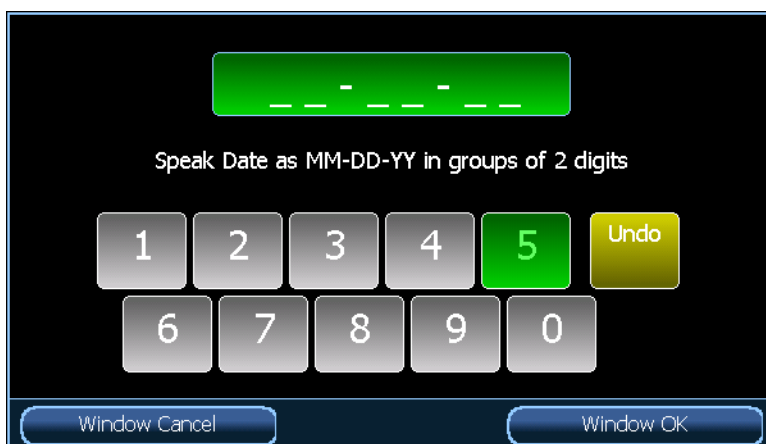 _ _ - _ _ - _ _
Speak Date as MM-DD-YY in groups of 2 digits
1 2 3 4 5 Undo
6 7 8 9 0
Window Cancel Window OK